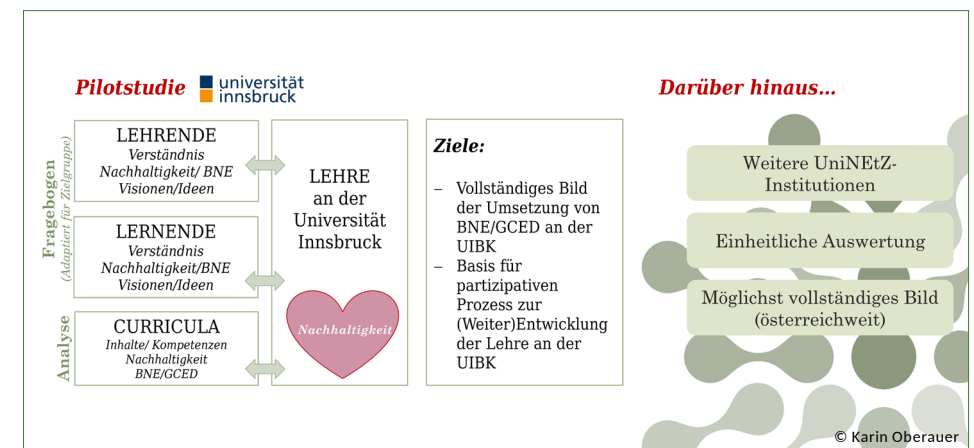 Pilotstudie
universität
innsbruck
Darüber hinaus...
Fragebogen
(Adaptiert für Zielgruppe)
LEHRENDE
Verständnis
Nachhaltigkeit/ BNE
Visionen/Ideen
LERNENDE
Verständnis
Nachhaltigkeit/BNE
Visionen/Ideen
Analyse
CURRICULA
Inhalte/ Kompetenzen
Nachhaltigkeit
BNE/GCED
LEHRE
an der
Universität
Innsbruck
Nachhaltigkeit
Ziele:
– Vollständiges Bild
der Umsetzung von
BNE/GCED an der
UIBK
– Basis für
partizipativen
Prozess zur
(Weiter)Entwicklung
der Lehre an der
UIBK
Weitere UniNEtZ-
Institutionen
Einheitliche Auswertung
Möglichst vollständiges Bild
(österreichweit)
© Karin Oberauer